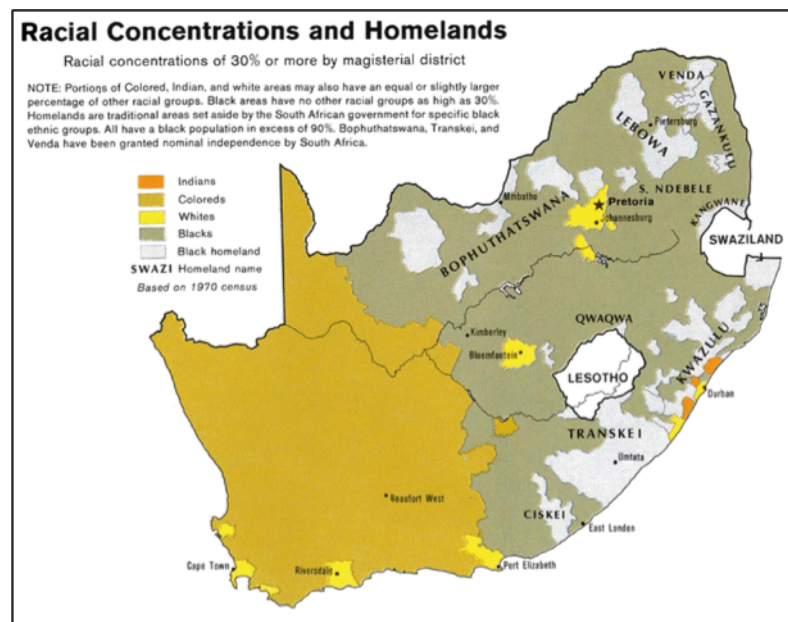 Racial Concentrations and Homelands
Racial concentrations of 30% or more by magisterial district
NOTE: Portions of Colored, Indian, and white areas may also have an equal or slightly larger
percentage of other racial groups. Black areas have no other racial groups as high as 30%.
Homelands are traditional areas set aside by the South African government for specific black
ethnic groups. All have a black population in excess of 90%. Bophuthatswana, Transkei, and
Venda have been granted nominal independence by South Africa.
Indians
Coloreds
Whites
Blacks
Black homeland
SWAZI Homeland name
Based on 1970 census
VENDA
GAZANKULU
LEBOWA
Pietersburg
S. NDEBELE
Mmbatho
Pretoria
Johannesburg
KANGWANE
BOPHUTHATSWANA
SWAZILAND
QWAQWA
Kimberley
Bloemfontein
LESOTHO
KWAZULU
Durban
TRANSKEI
Umtata
Beaufort West
CISKEI
East London
Cape Town
Riversdale
Port Elizabeth